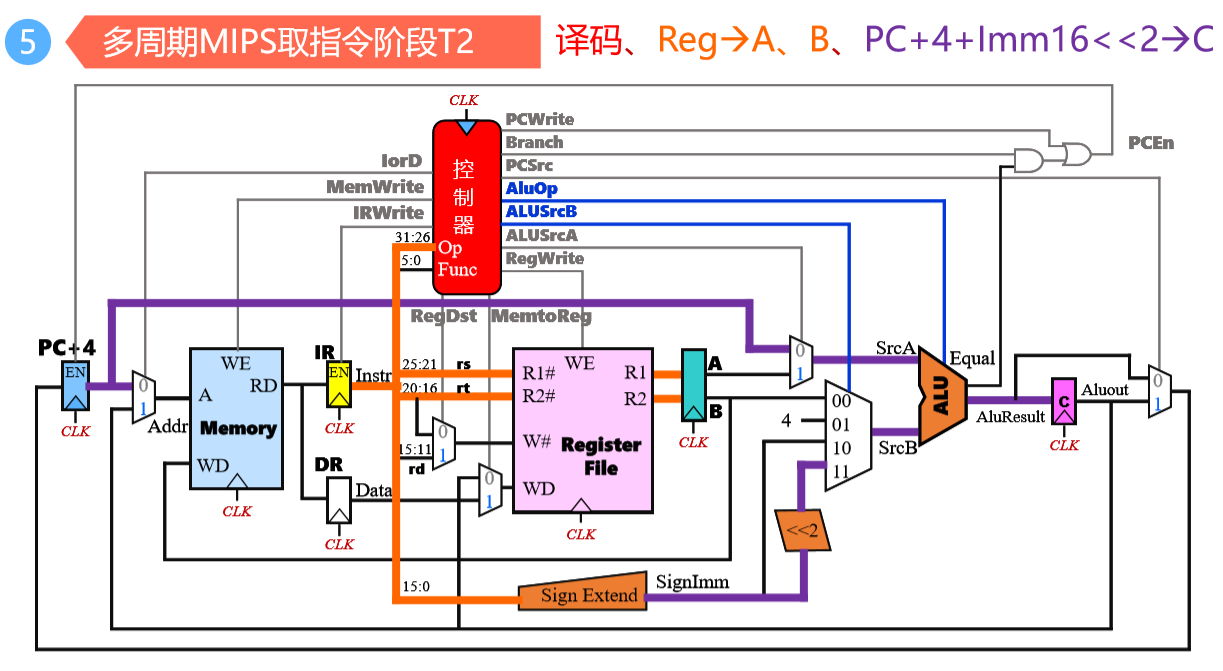 5
多周期MIPS取指令阶段T2
译码、Reg→A、B、PC+4+Imm16<<2→C
CLK
PCWrite
Branch
PCEn
PCSrc
IorD
控制器
AluOp
MemWrite
ALUSrcB
IRWrite
ALUSrcA
31:26
Op
RegWrite
5:0
Func
RegDst
MemtoReg
PC+4
IR
WE
WE
0
SrcA
Equal
EN
EN
25:21
rs
R1#
R1
A
1
RD
Instr
20:16
rt
R2#
R2
B
0
1
A
Addr
Memory
CLK
CLK
CLK
00
4
01
10
11
SrcB
ALU
AluResult
C
Aluout
CLK
0
1
0
1
W#
Register
File
15:11
rd
WD
DR
Data
0
1
WD
CLK
CLK
CLK
<<2
15:0
Sign Extend
SignImm